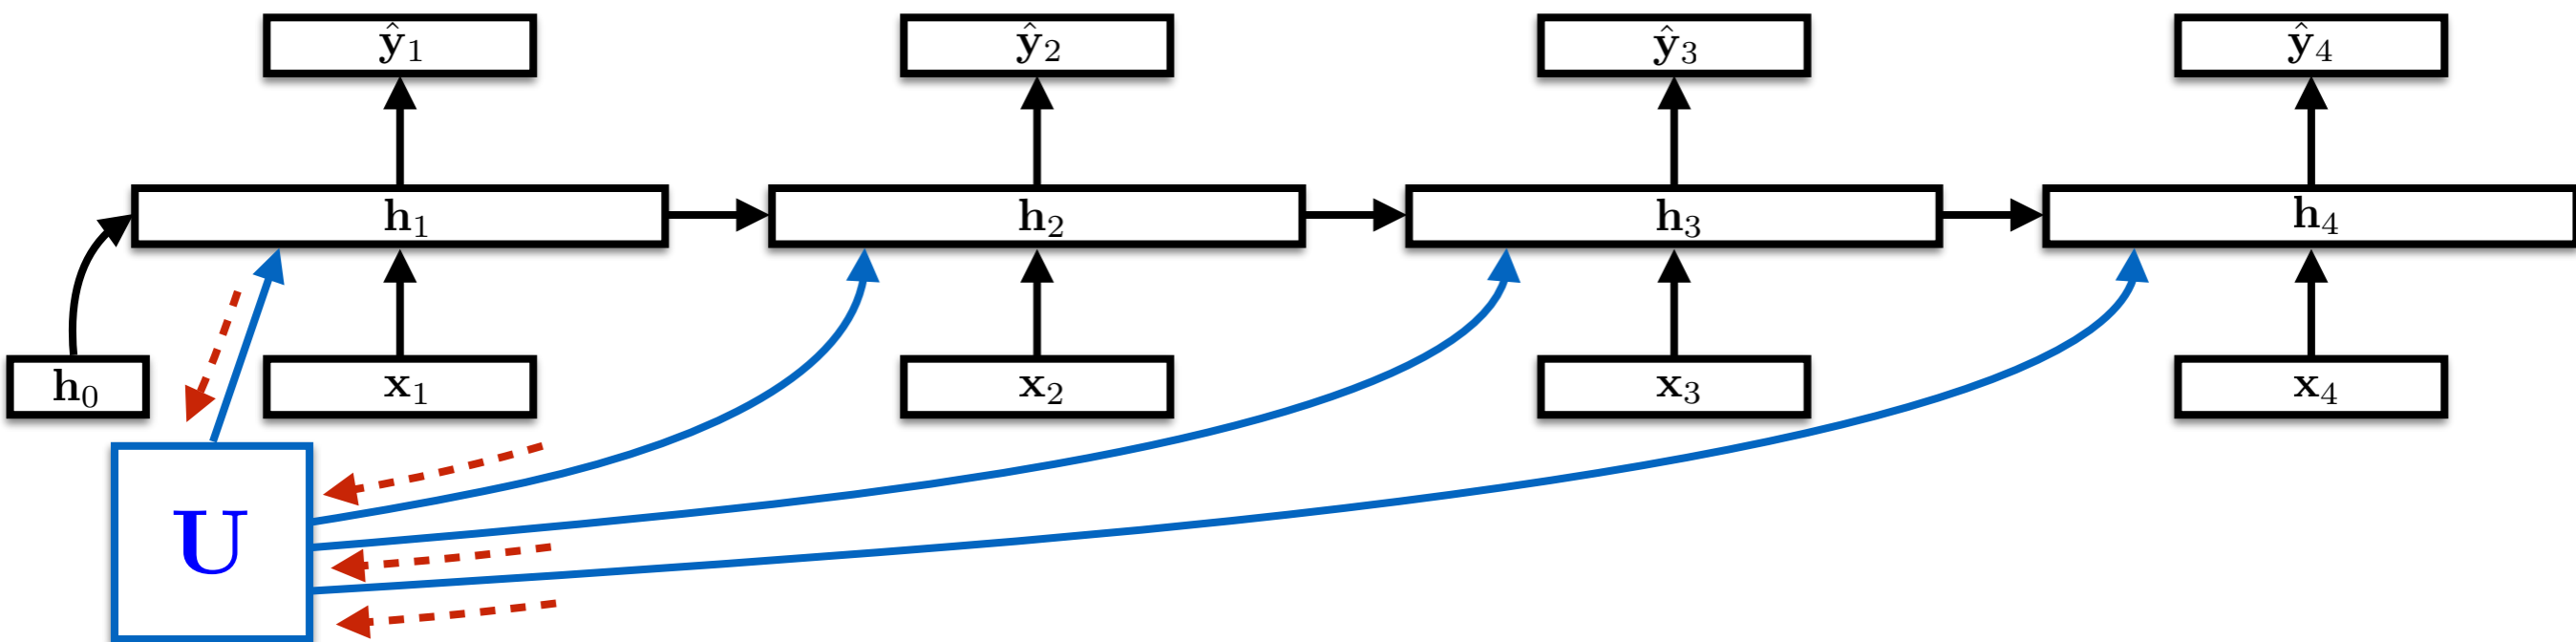 ŷ₁ ŷ₂ ŷ₃ ŷ₄
h₁ h₂ h₃ h₄
h₀ x₁ x₂ x₃ x₄
U